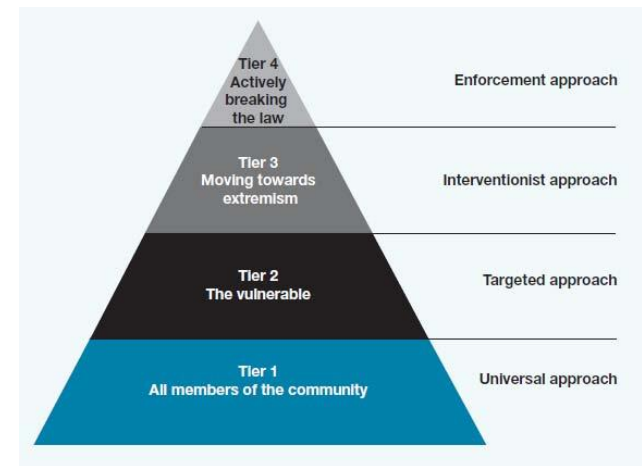 Tier 4
Actively
breaking
the law
Enforcement approach
Tier 3
Moving towards
extremism
Interventionist approach
Tier 2
The vulnerable
Targeted approach
Tier 1
All members of the community
Universal approach